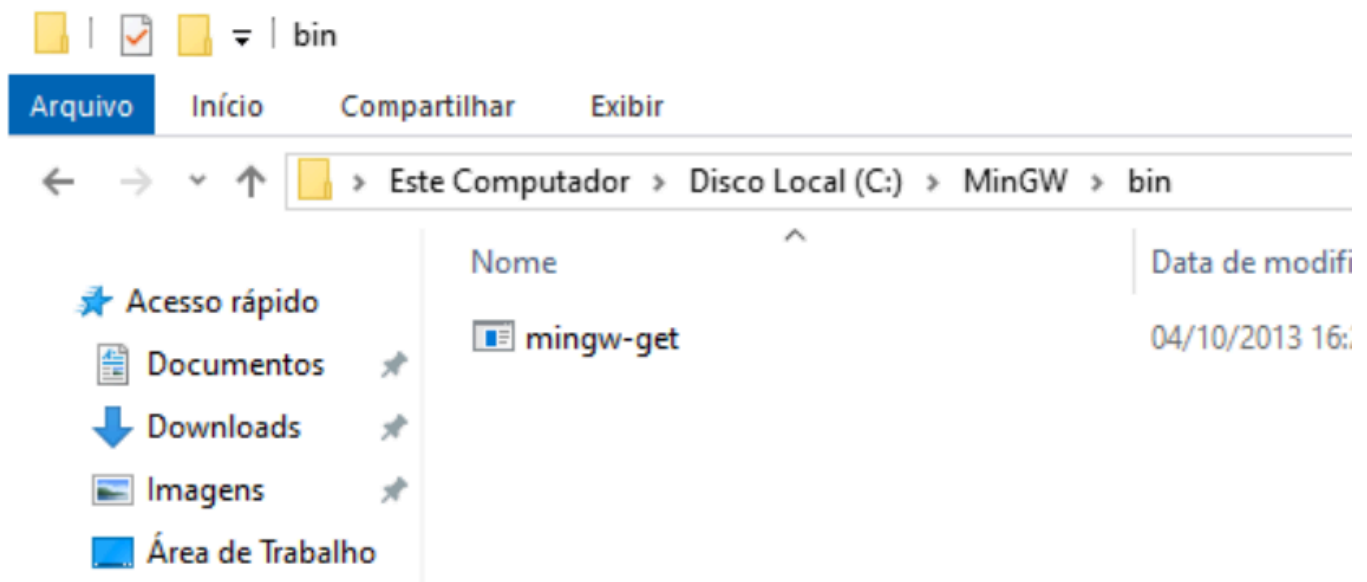 bin
Arquivo Início Compartilhar Exibir
Este Computador > Disco Local (C:) > MinGW > bin
Nome Data de modifi
Acesso rápido
mingw-get 04/10/2013 16:
Documentos
Downloads
Imagens
Área de Trabalho